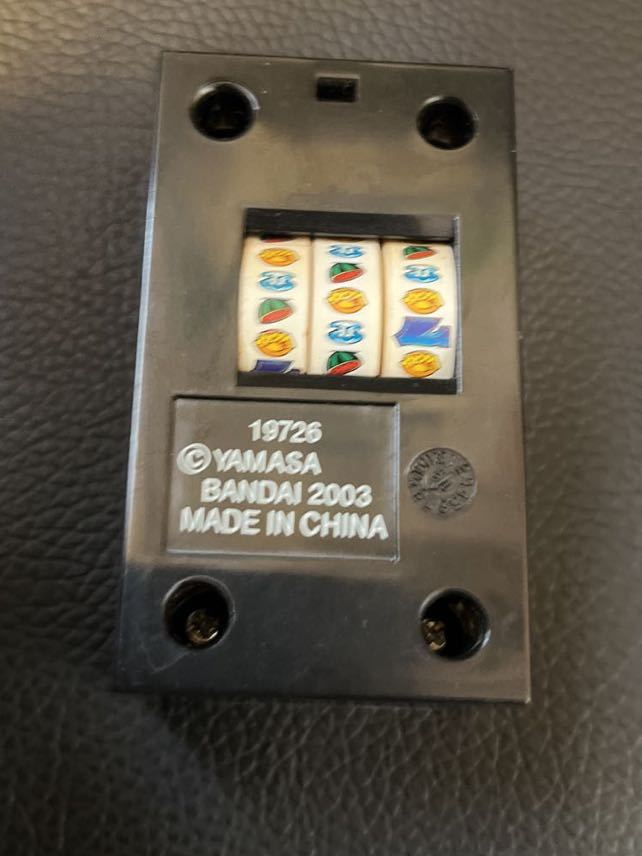 19726
© YAMASA
BANDAI 2003
MADE IN CHINA